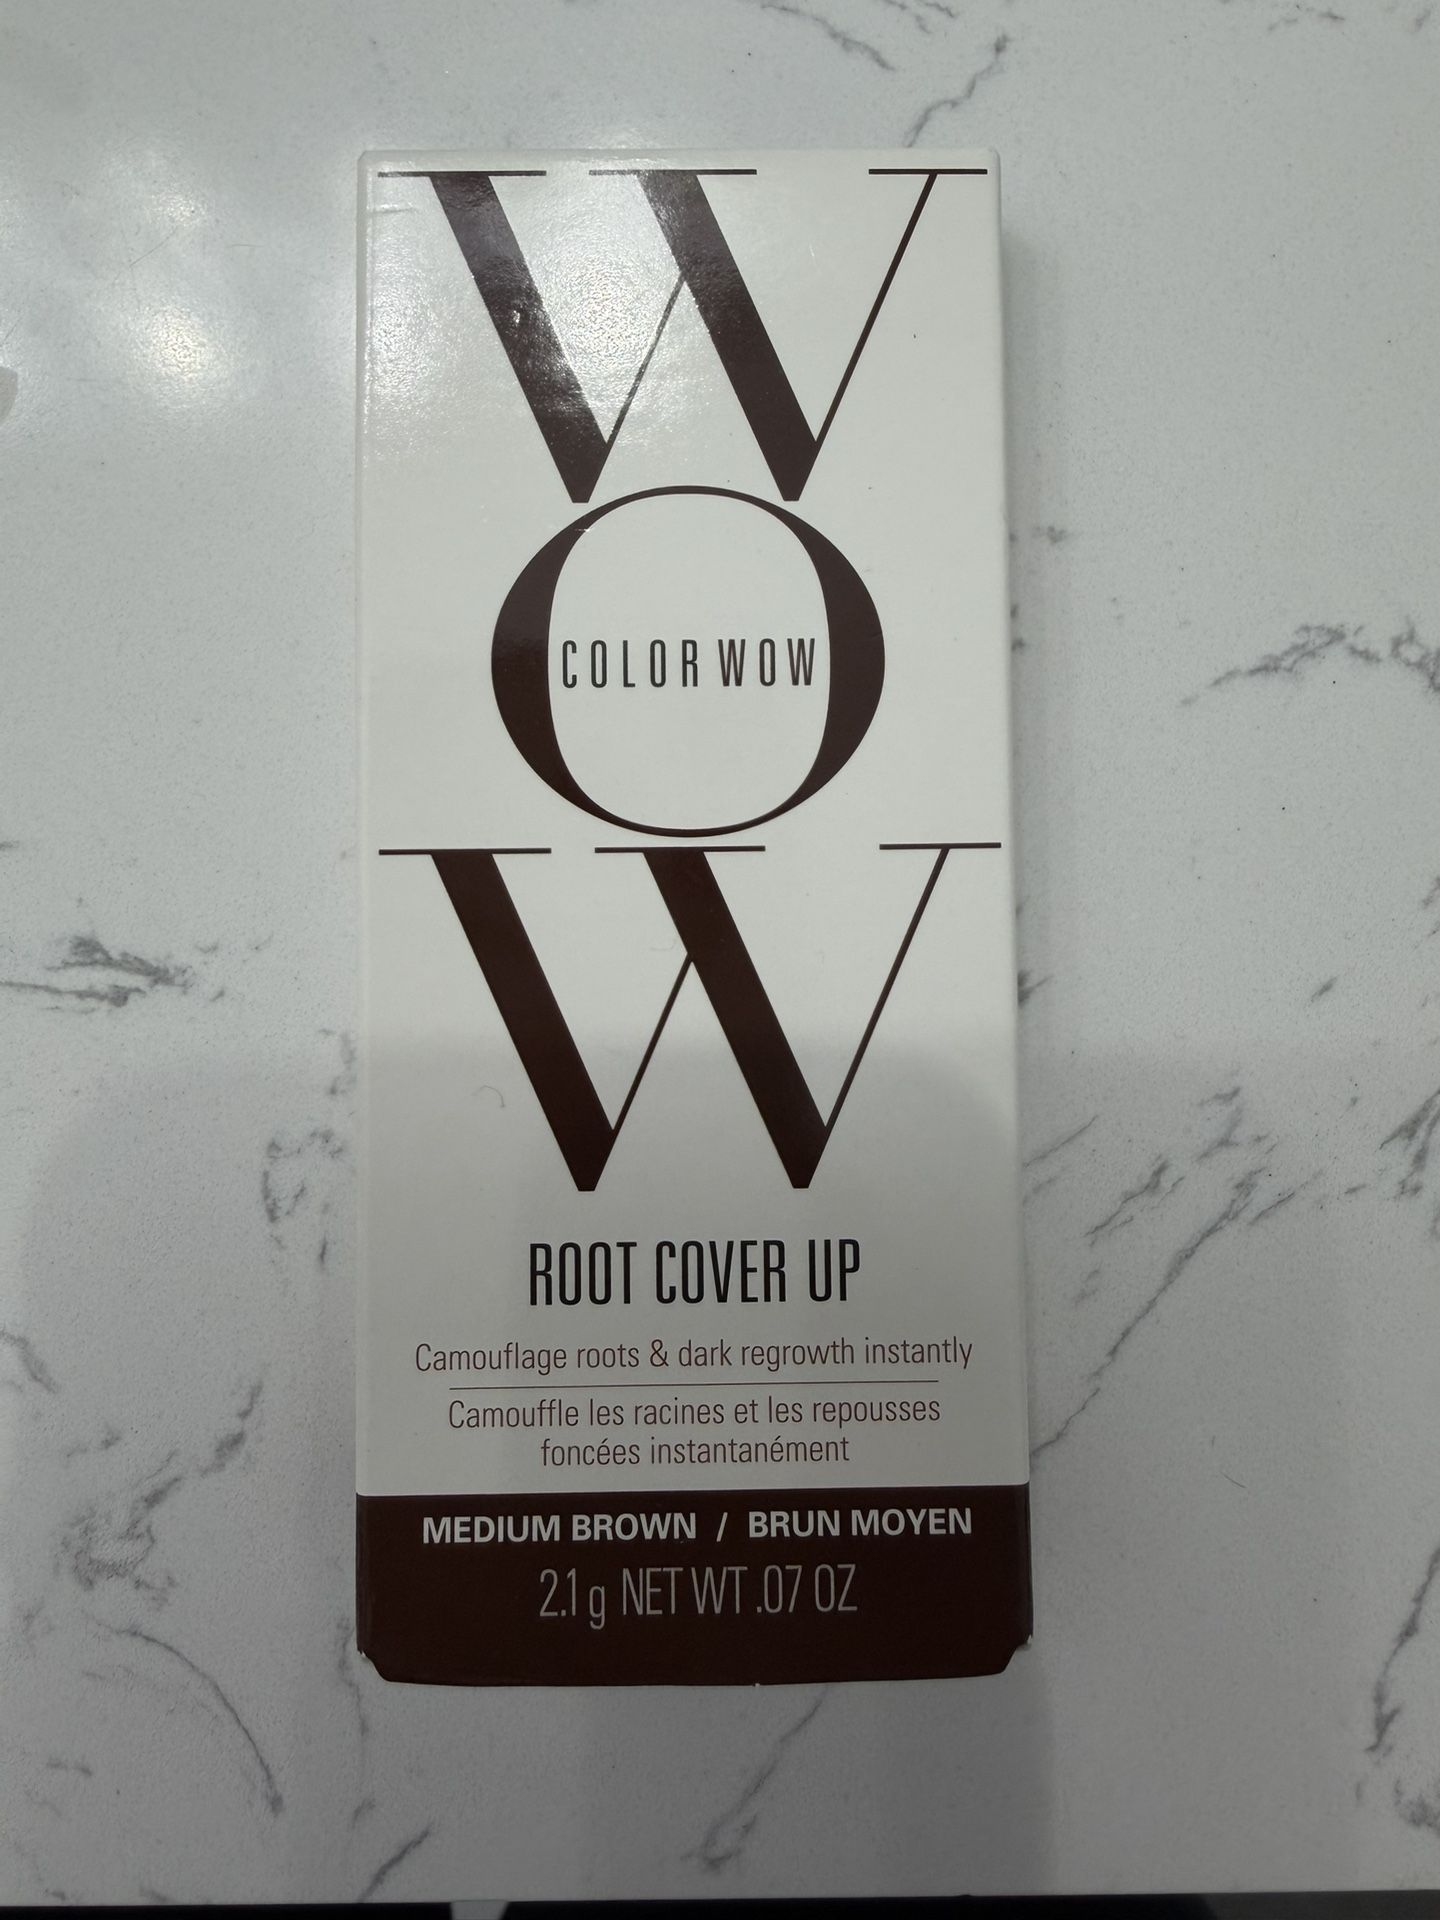 WOW
COLOR WOW
ROOT COVER UP
Camouflage roots & dark regrowth instantly
Camouffle les racines et les repousses
foncées instantanément
MEDIUM BROWN / BRUN MOYEN
2.1 g NET WT .07 OZ